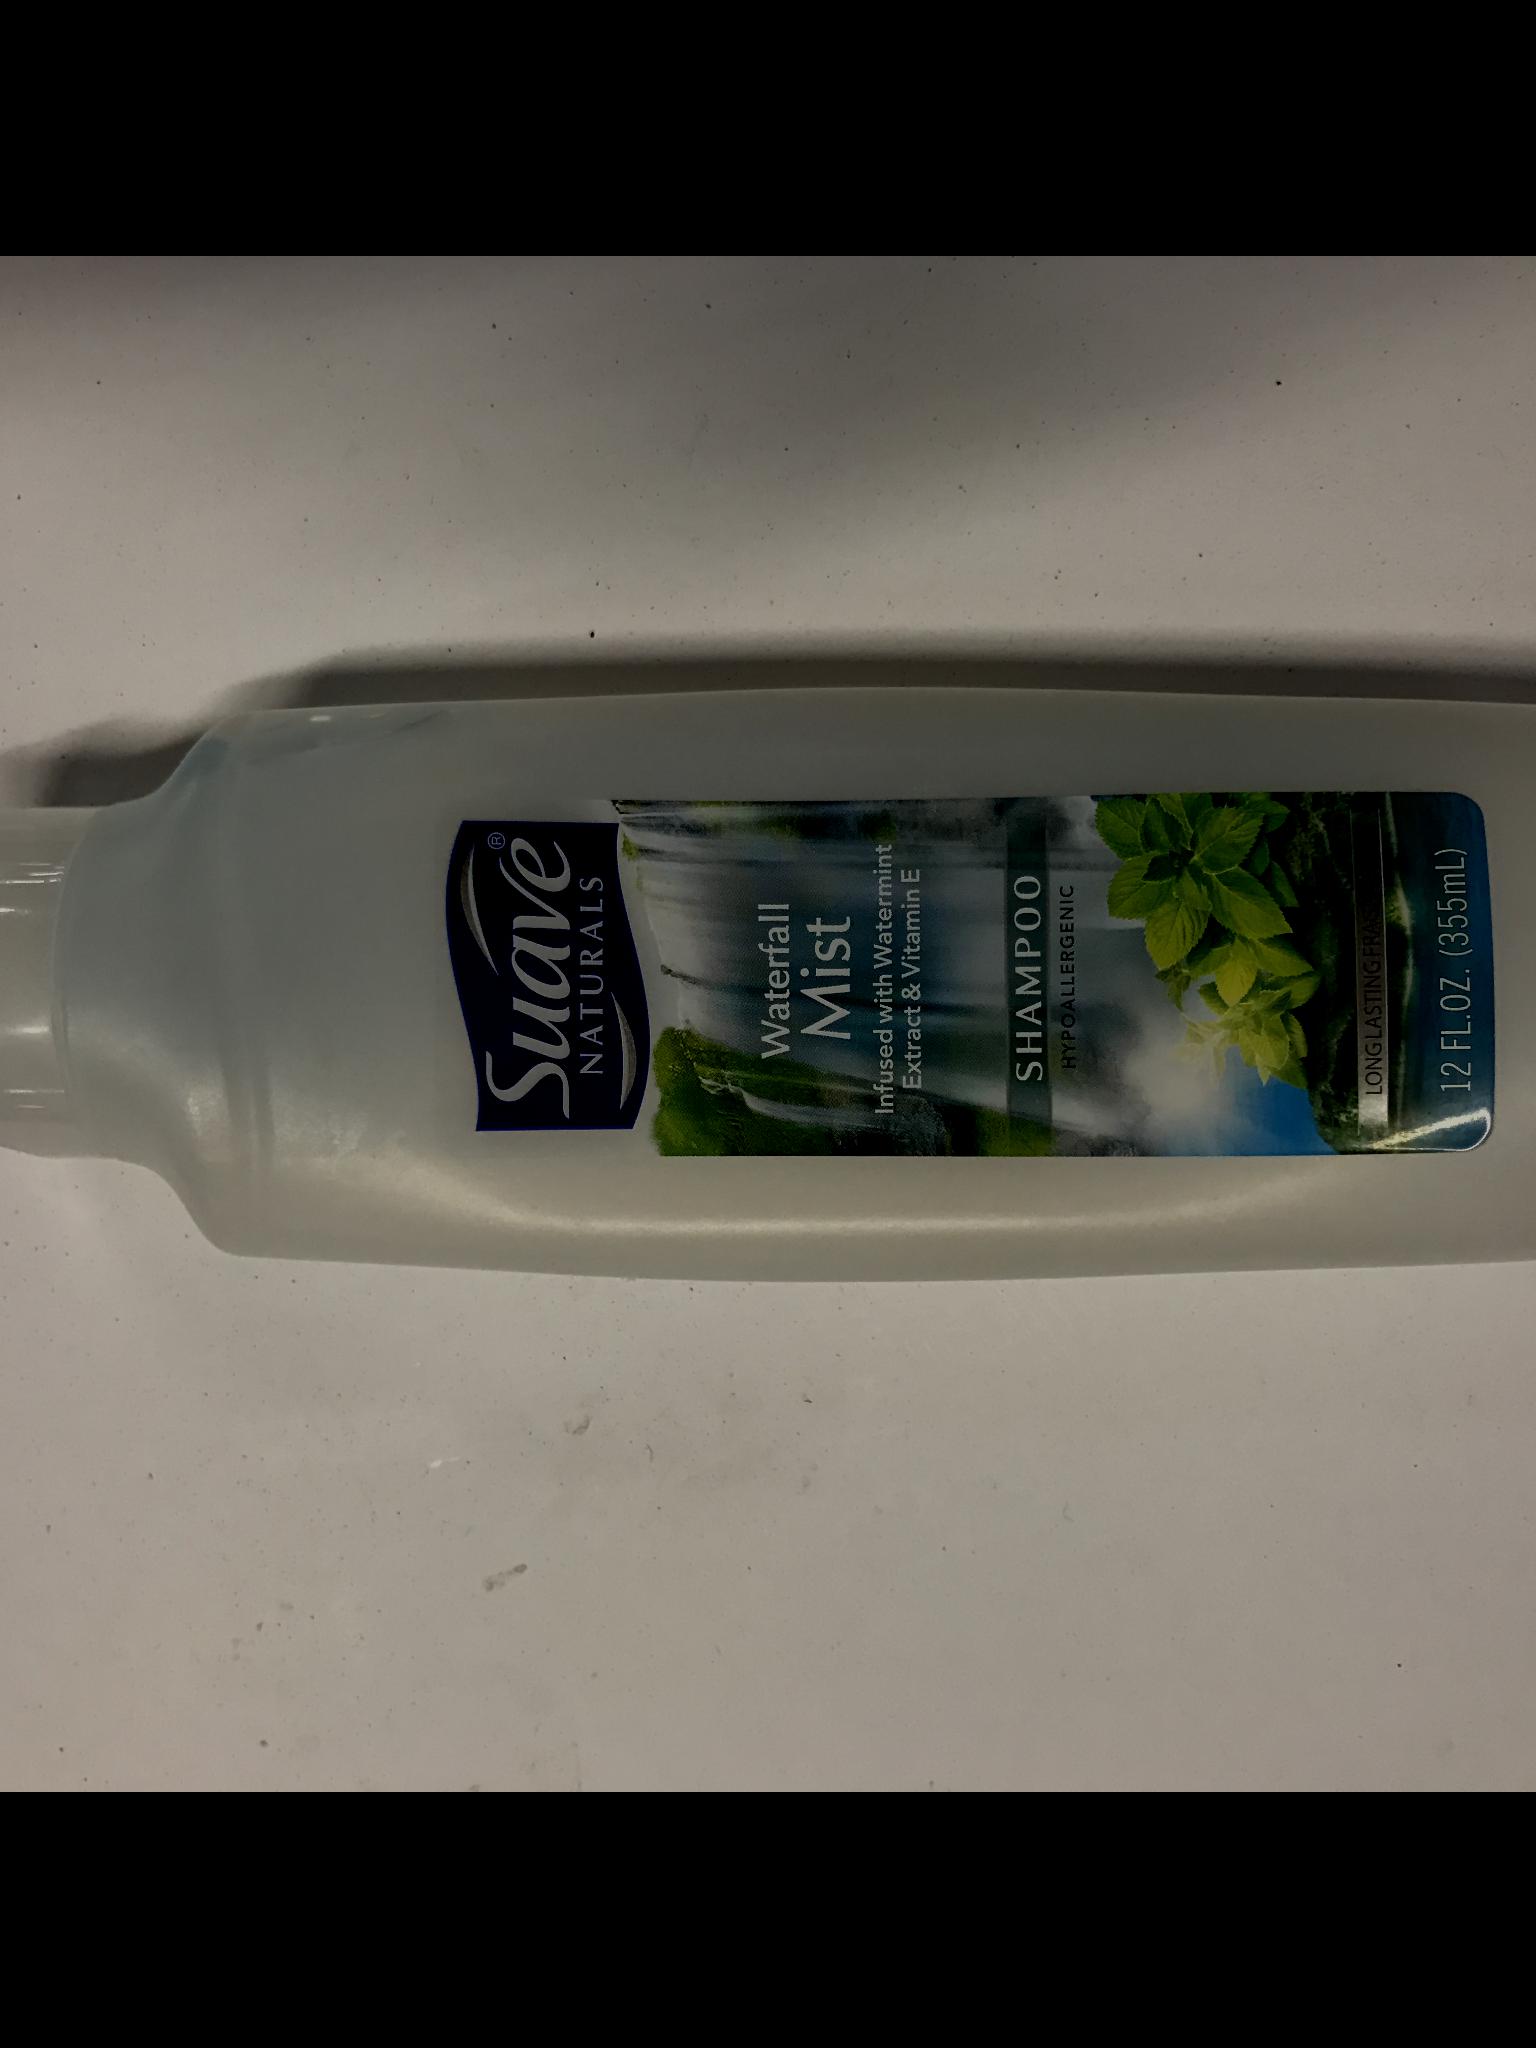 Suave®
NATURALS
Waterfall
Mist
Infused with Watermint
Extract & Vitamin E
SHAMPOO
HYPOALLERGENIC
LONG LASTING
12 FL.OZ. (355mL)